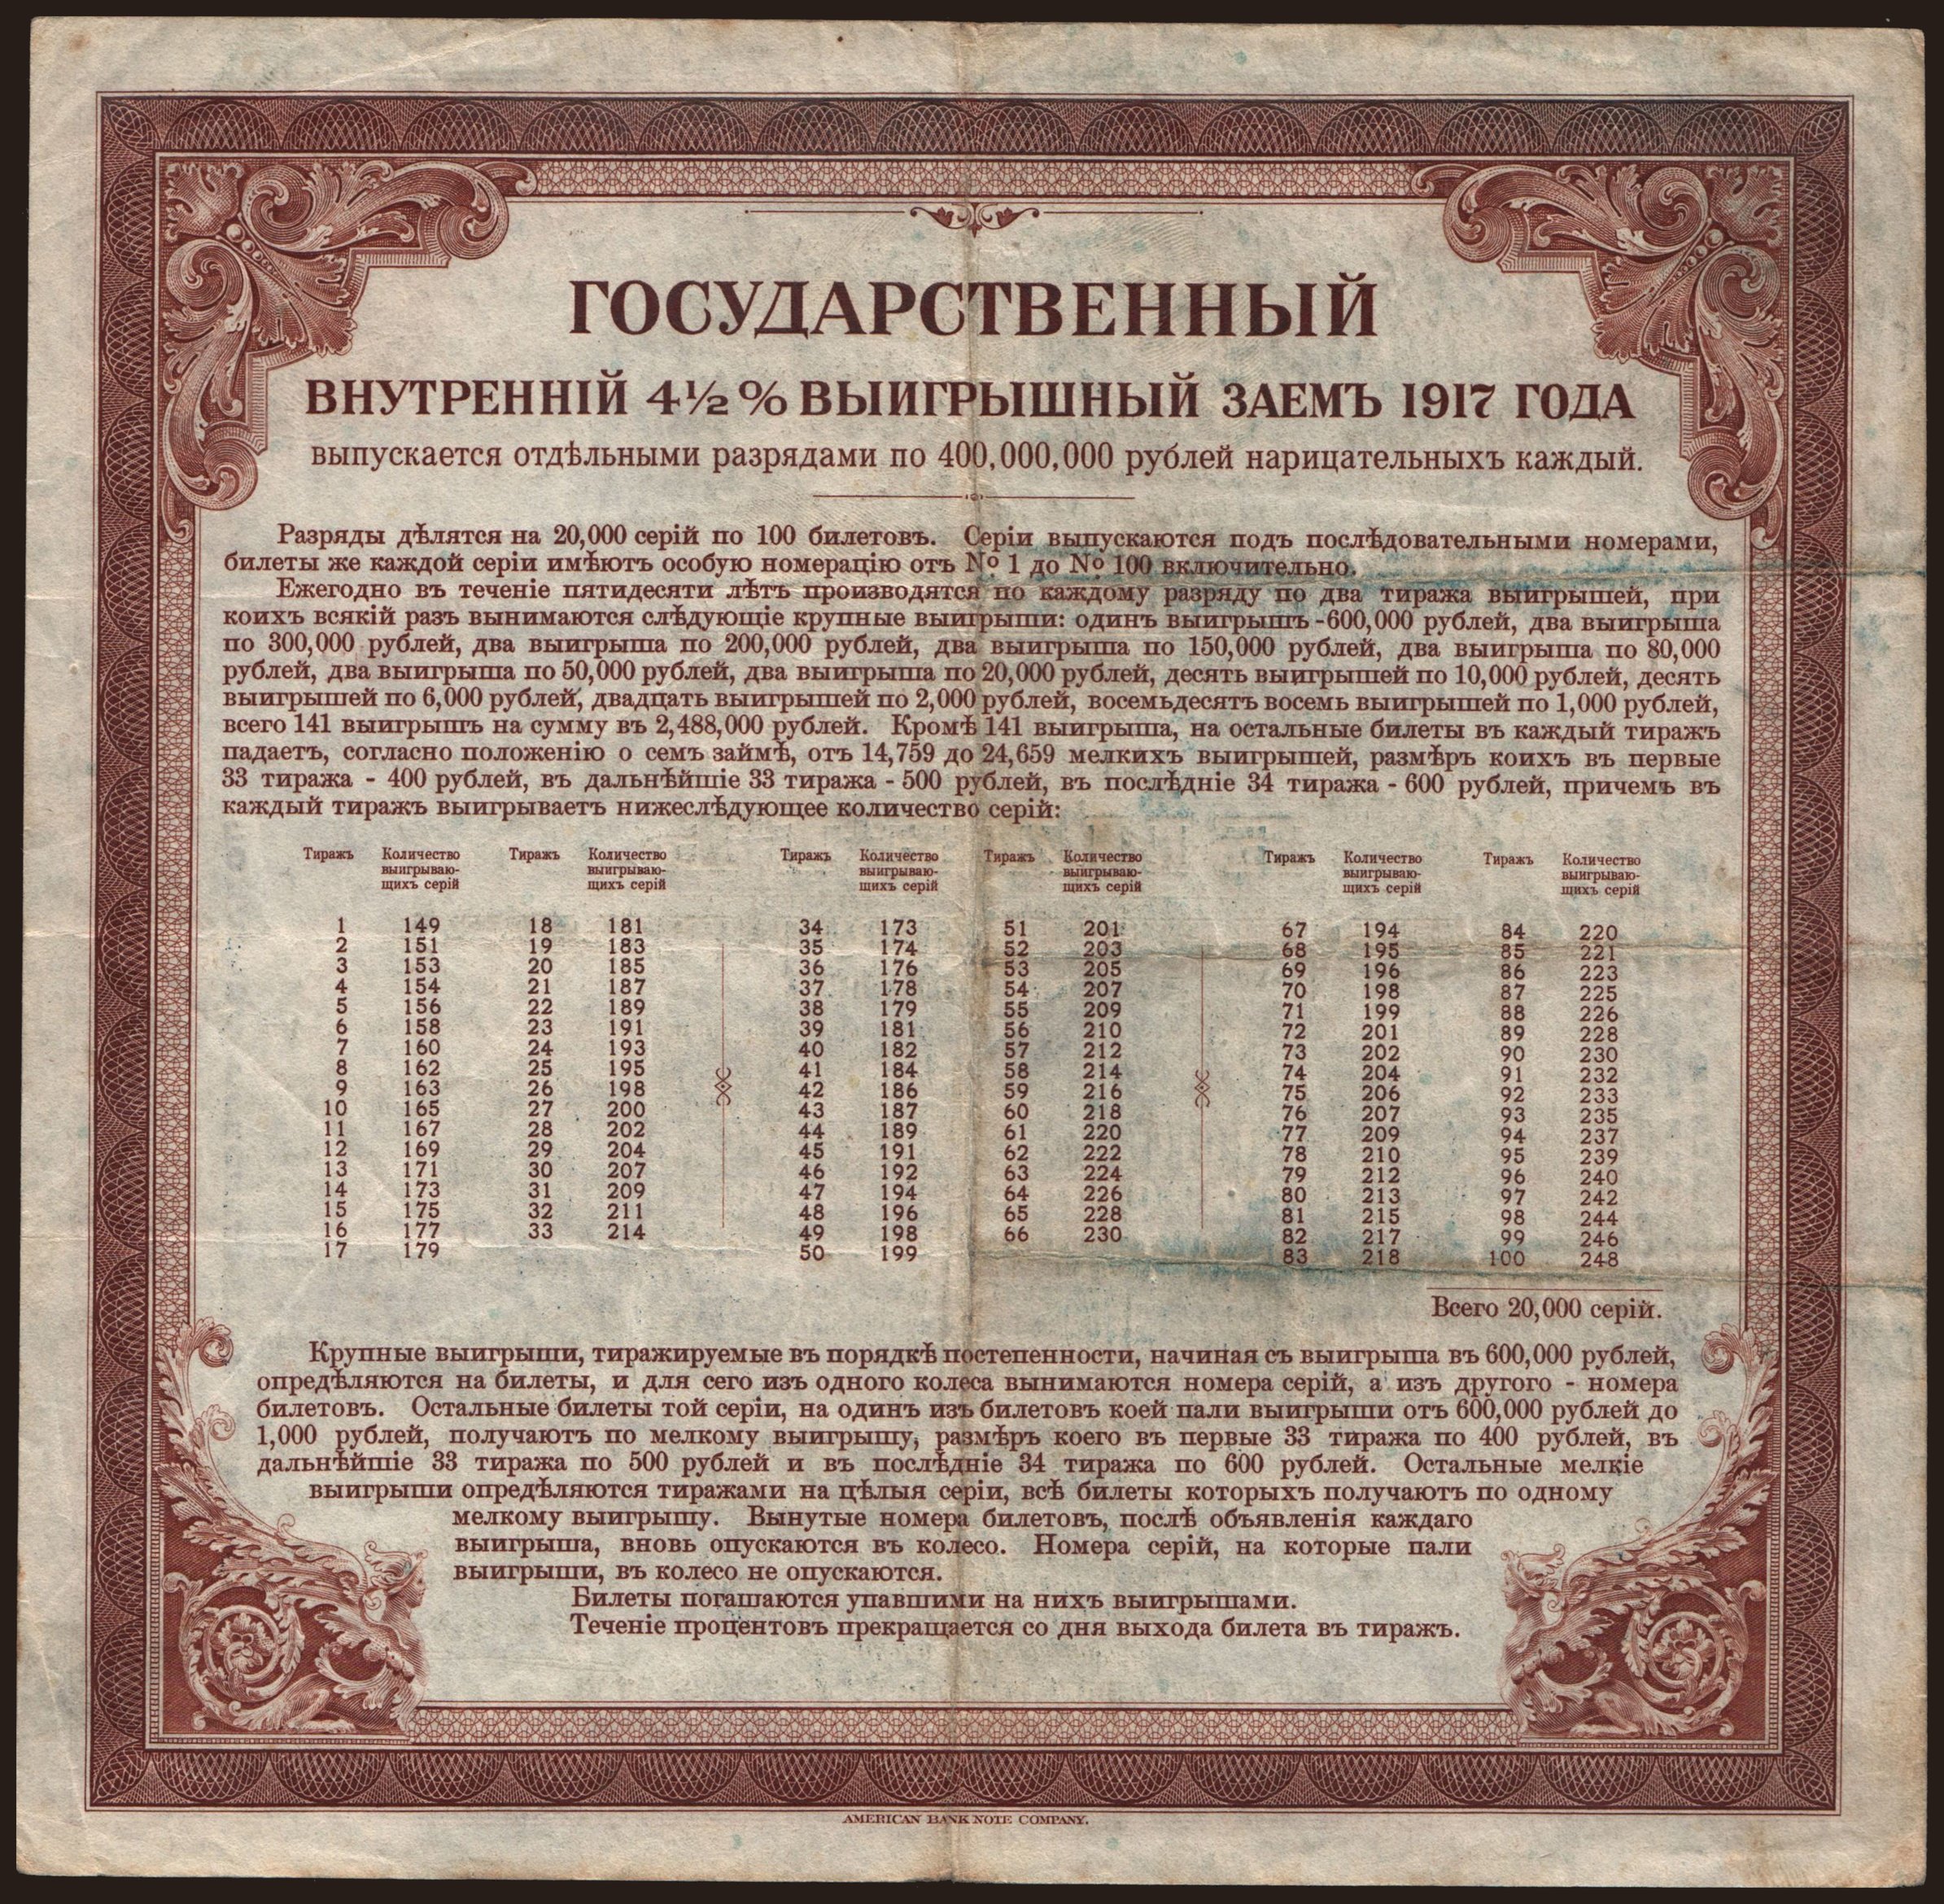 ГОСУДАРСТВЕННЫЙ
ВНУТРЕННІЙ 4½% ВЫИГРЫШНЫЙ ЗАЕМЪ 1917 ГОДА
выпускается отдѣльными разрядами по 400,000,000 рублей нарицательныхъ каждый.
Разряды дѣлятся на 20,000 серій по 100 билетовъ. Серіи выпускаются подъ послѣдовательными номерами,
билеты же каждой серіи имѣютъ особую номерацію отъ № 1 до № 100 включительно.
Ежегодно въ теченіе пятидесяти лѣтъ производятся по каждому разряду по два тиража выигрышей, при
коихъ всякій разъ вынимаются слѣдующіе крупные выигрыши: одинъ выигрышъ - 600,000 рублей, два выигрыша
по 300,000 рублей, два выигрыша по 200,000 рублей, два выигрыша по 150,000 рублей, два выигрыша по 80,000
рублей, два выигрыша по 50,000 рублей, два выигрыша по 20,000 рублей, десять выигрышей по 10,000 рублей, десять
выигрышей по 6,000 рублей, двадцать выигрышей по 2,000 рублей, восемьдесятъ восемь выигрышей по 1,000 рублей,
всего 141 выигрышъ на сумму въ 2,488,000 рублей. Кромѣ 141 выигрыша, на остальные билеты въ каждый тиражъ
падаетъ, согласно положенію о семъ займѣ, отъ 14,759 до 24,659 мелкихъ выигрышей, размѣръ коихъ въ первые
33 тиража - 400 рублей, въ дальнѣйшіе 33 тиража - 500 рублей, въ послѣдніе 34 тиража - 600 рублей, причемъ въ
каждый тиражъ выигрываетъ нижеслѣдующее количество серій:
Тиражъ Количество Тиражъ Количество Тиражъ Количество Тиражъ Количество Тиражъ Количество Тиражъ Количество
выигрываю- выигрываю- выигрываю- выигрываю- выигрываю- выигрываю-
щихъ серій щихъ серій щихъ серій щихъ серій щихъ серій щихъ серій
1 149 18 181 34 173 51 201 67 194 84 220
2 151 19 183 35 174 52 203 68 195 85 221
3 153 20 185 36 176 53 205 69 196 86 223
4 154 21 187 37 178 54 207 70 198 87 225
5 156 22 189 38 179 55 209 71 199 88 226
6 158 23 191 39 181 56 210 72 201 89 228
7 160 24 193 40 182 57 212 73 202 90 230
8 162 25 195 41 184 58 214 74 204 91 232
9 163 26 198 42 186 59 216 75 206 92 233
10 165 27 200 43 187 60 218 76 207 93 235
11 167 28 202 44 189 61 220 77 209 94 237
12 169 29 204 45 191 62 222 78 210 95 239
13 171 30 207 46 192 63 224 79 212 96 240
14 173 31 209 47 194 64 226 80 213 97 242
15 175 32 211 48 196 65 228 81 215 98 244
16 177 33 214 49 198 66 230 82 217 99 246
17 179 50 199 83 218 100 248
Всего 20,000 серій.
Крупные выигрыши, тиражируемые въ порядкѣ постепенности, начиная съ выигрыша въ 600,000 рублей,
опредѣляются на билеты, и для сего изъ одного колеса вынимаются номера серій, а изъ другого - номера
билетовъ. Остальные билеты той серіи, на одинъ изъ билетовъ коей пали выигрыши отъ 600,000 рублей до
1,000 рублей, получаютъ по мелкому выигрышу, размѣръ коего въ первые 33 тиража по 400 рублей, въ
дальнѣйшіе 33 тиража по 500 рублей и въ послѣдніе 34 тиража по 600 рублей. Остальные мелкіе
выигрыши опредѣляются тиражами на цѣлыя серіи, всѣ билеты которыхъ получаютъ по одному
мелкому выигрышу. Вынутые номера билетовъ, послѣ объявленія каждаго
выигрыша, вновь опускаются въ колесо. Номера серій, на которые пали
выигрыши, въ колесо не опускаются.
Билеты погашаются упавшими на нихъ выигрышами.
Теченіе процентовъ прекращается со дня выхода билета въ тиражъ.
AMERICAN BANK NOTE COMPANY.